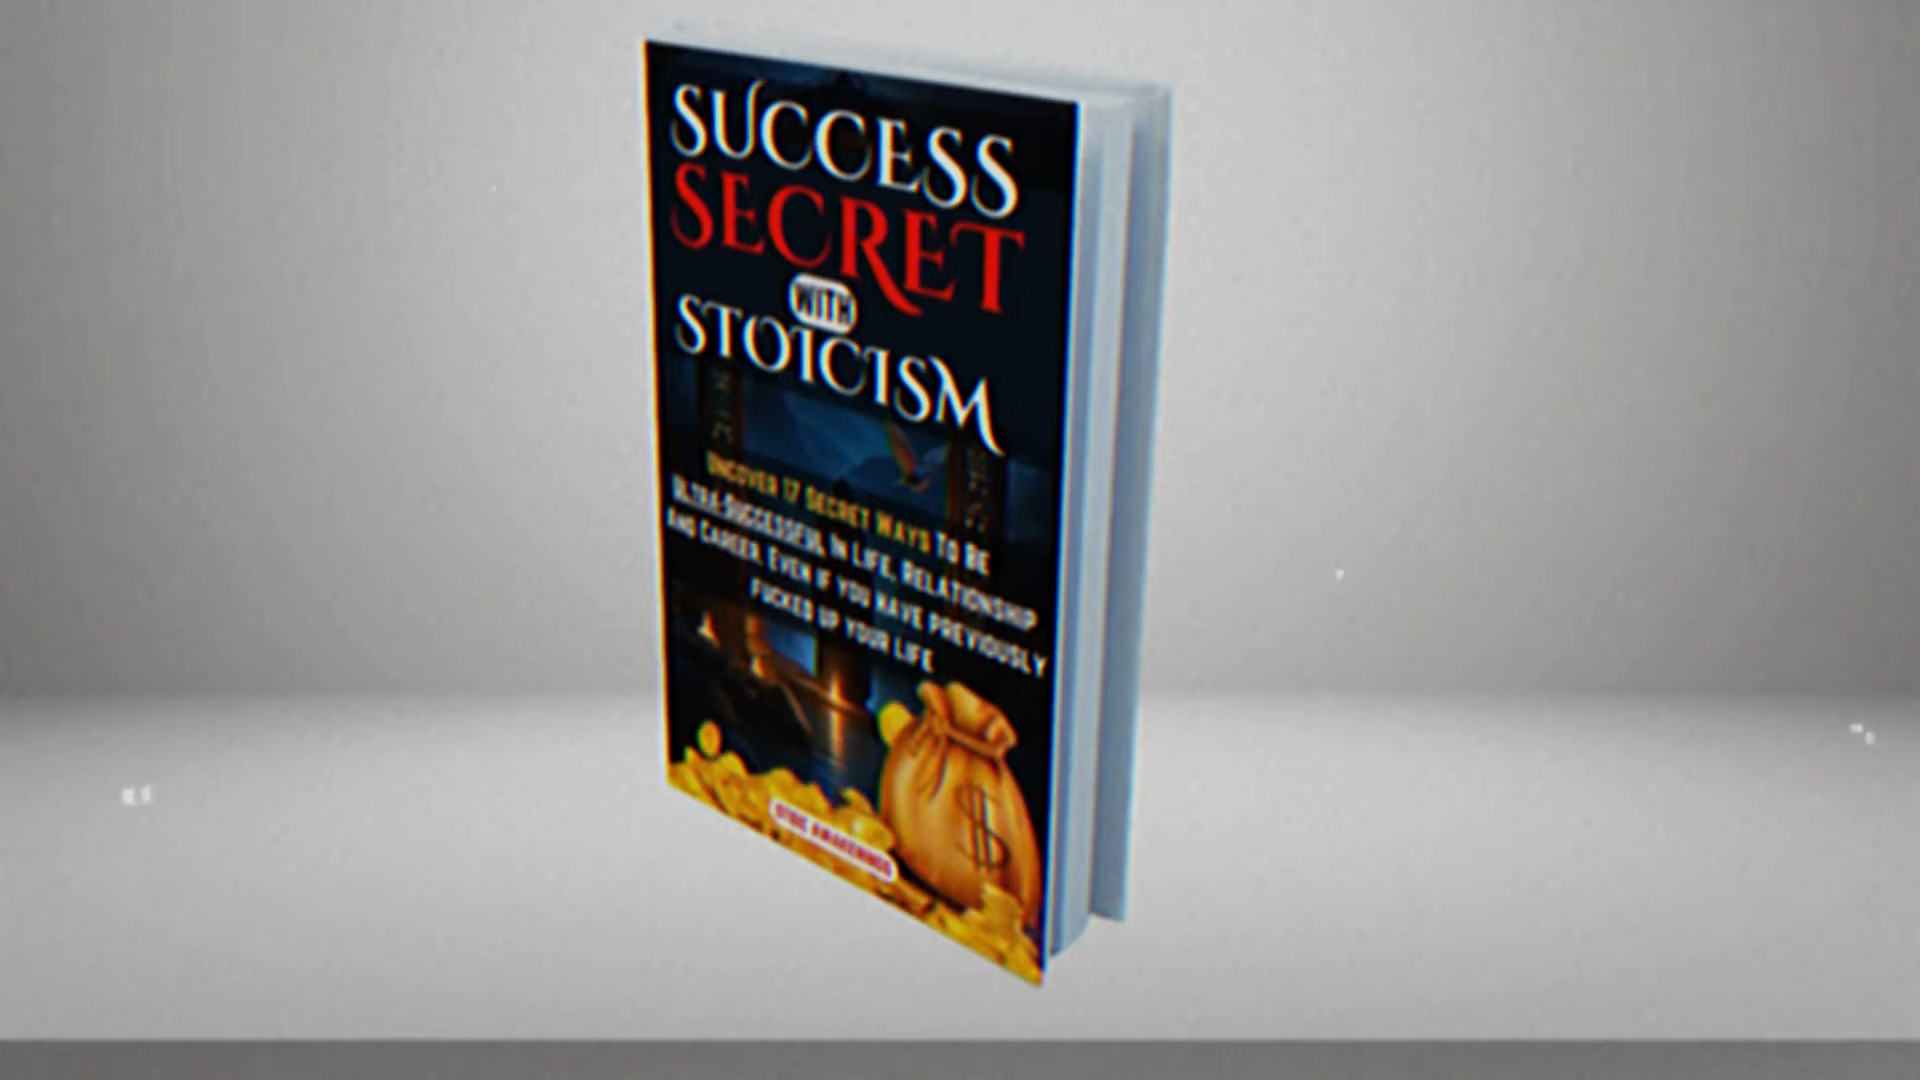 SUCCESS
SECRET
WITH
STOICISM
UNCOVER 17 SECRET WAYS TO BE
ULTRA-SUCCESSFUL IN LIFE, RELATIONSHIP
AND CAREER, EVEN IF YOU HAVE PREVIOUSLY
FUCKED UP YOUR LIFE
$